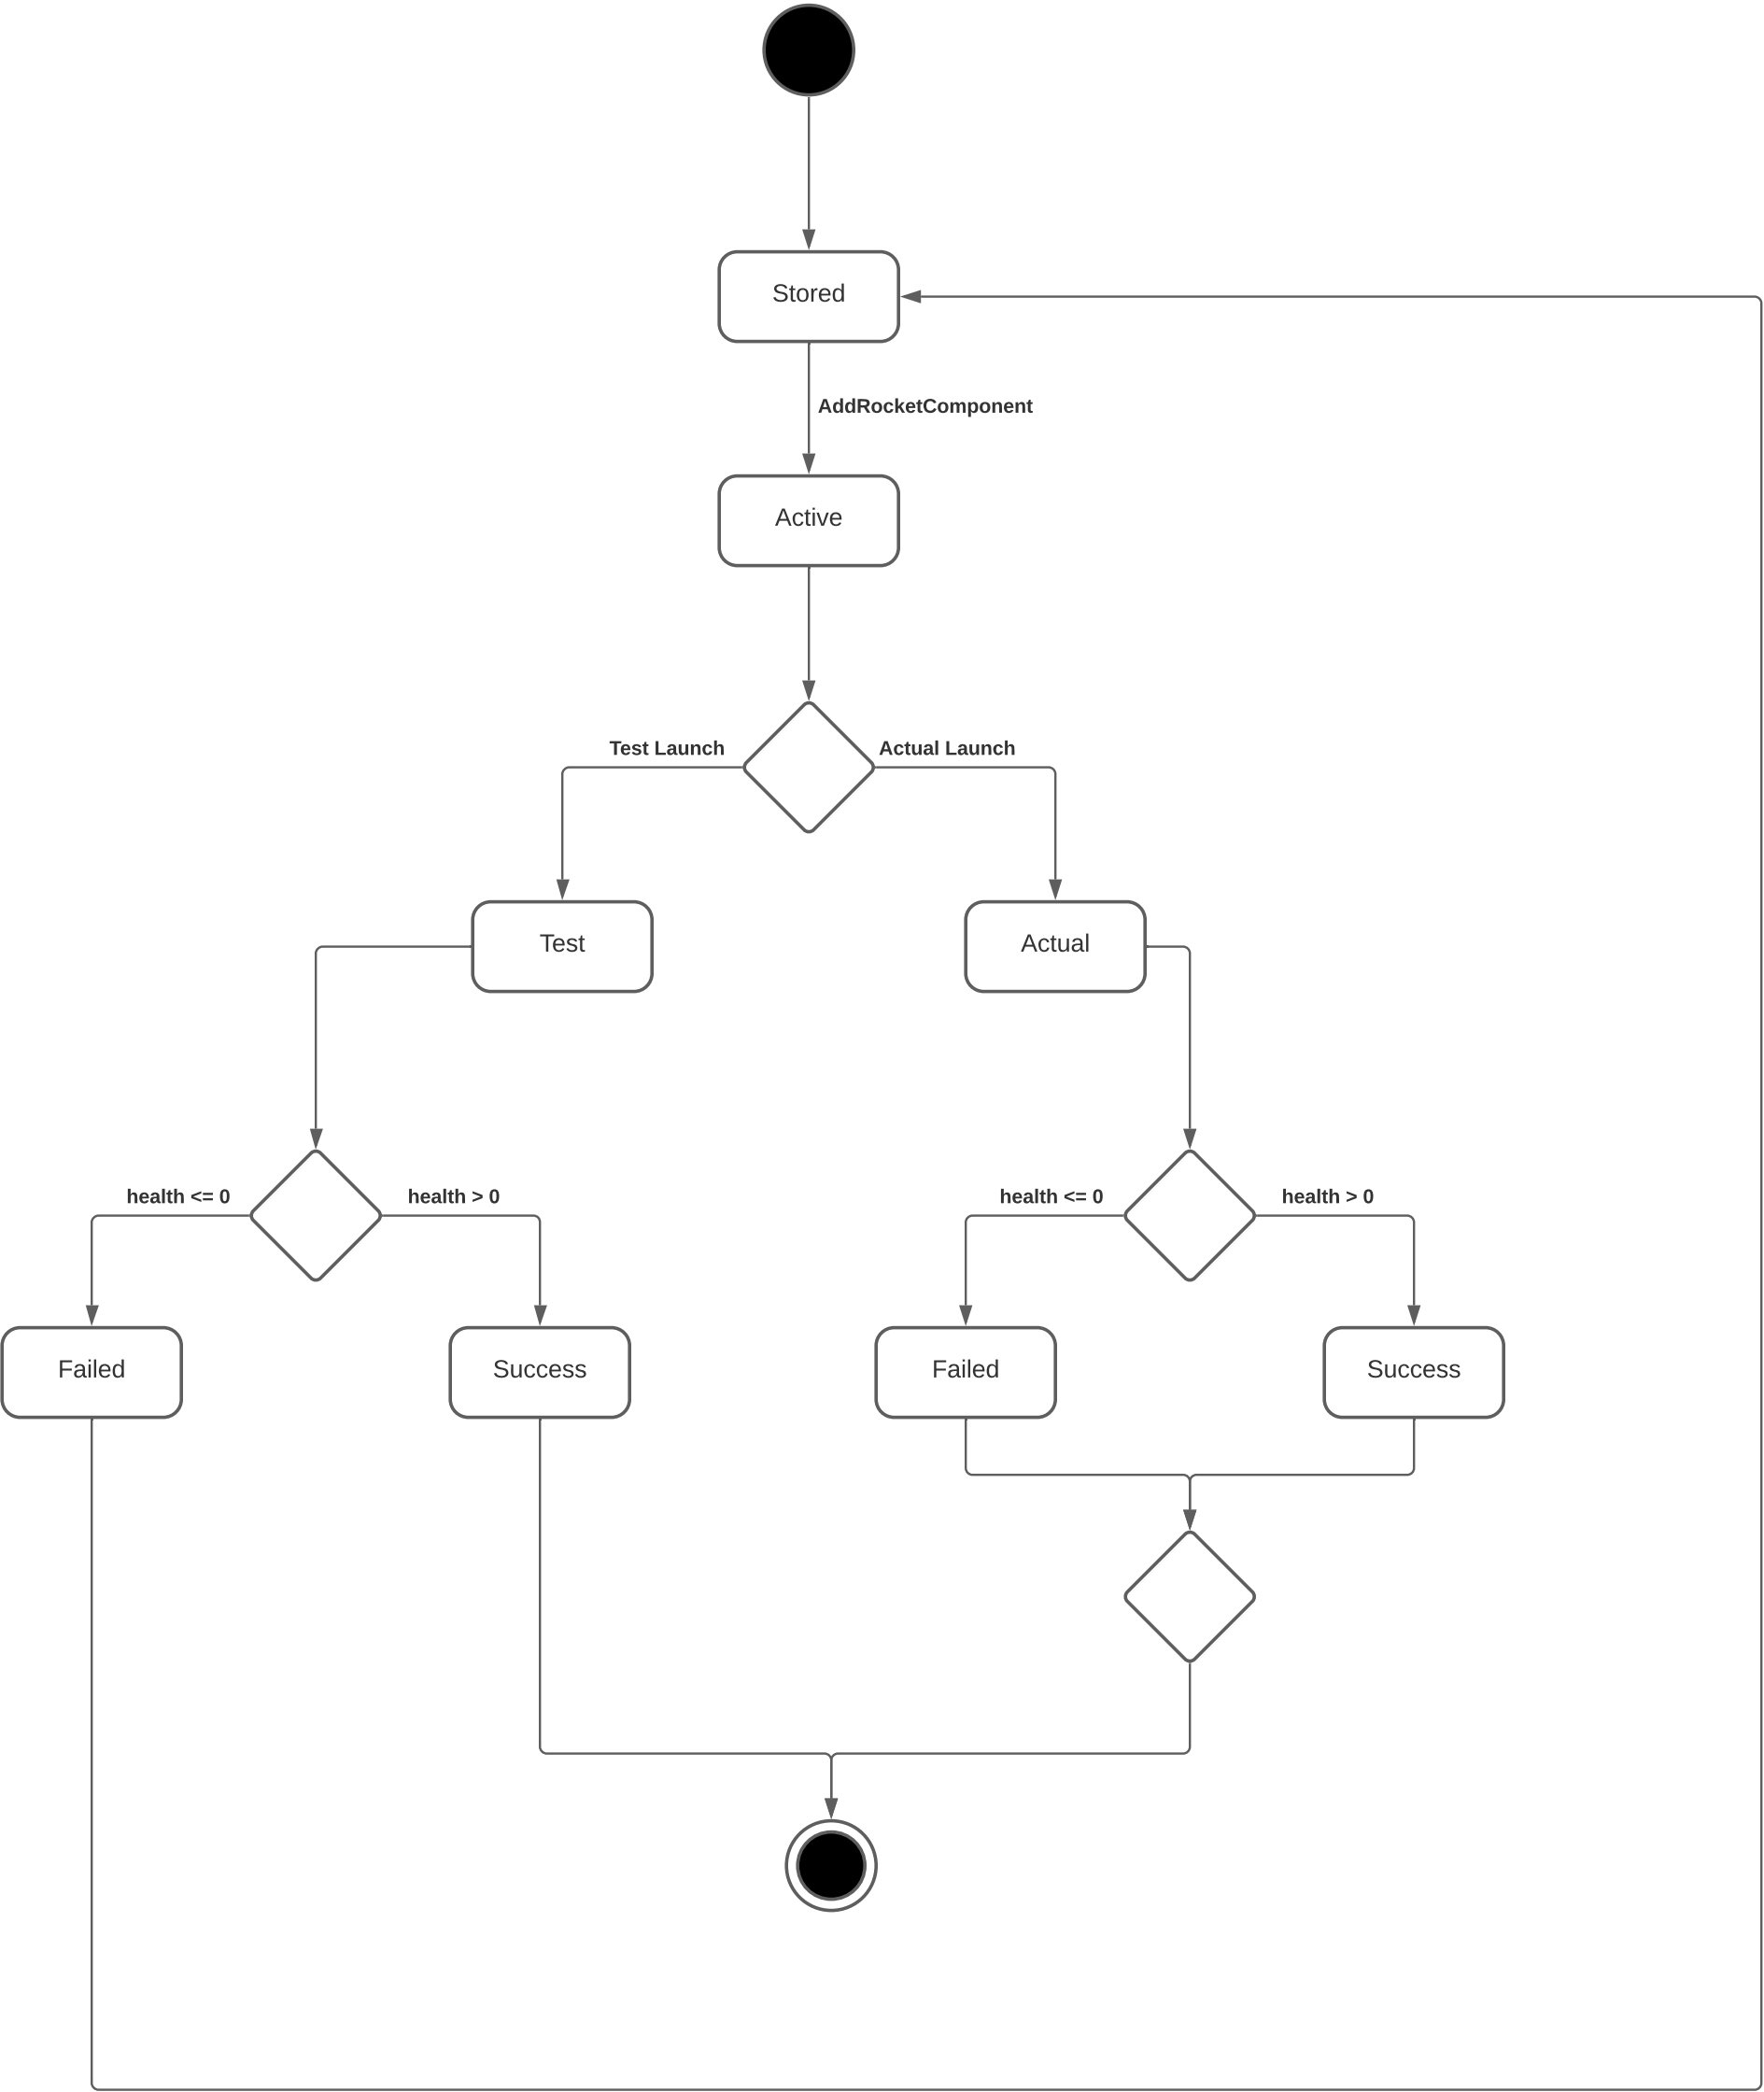 Stored
AddRocketComponent
Active
Test Launch
Actual Launch
Test
Actual
health <= 0
health > 0
health <= 0
health > 0
Failed
Success
Failed
Success